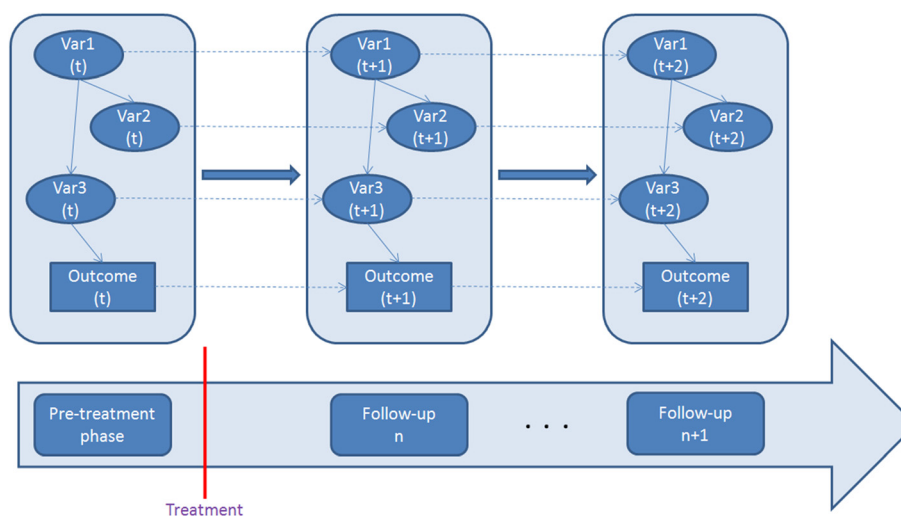 Var1
(t)
Var2
(t)
Var3
(t)
Outcome
(t)
Var1
(t+1)
Var2
(t+1)
Var3
(t+1)
Outcome
(t+1)
Var1
(t+2)
Var2
(t+2)
Var3
(t+2)
Outcome
(t+2)
Pre-treatment
phase
Follow-up
n
. . .
Follow-up
n+1
Treatment